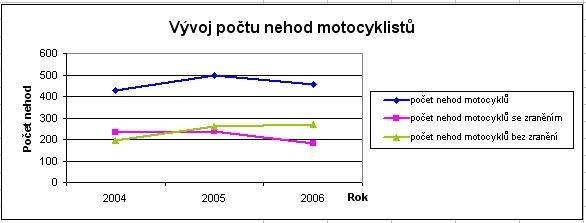 Vývoj počtu nehod motocyklistů
Počet nehod
600
500
400
300
200
100
0
2004 2005 2006 Rok
počet nehod motocyklů
počet nehod motocyklů se zraněním
počet nehod motocyklů bez zranění